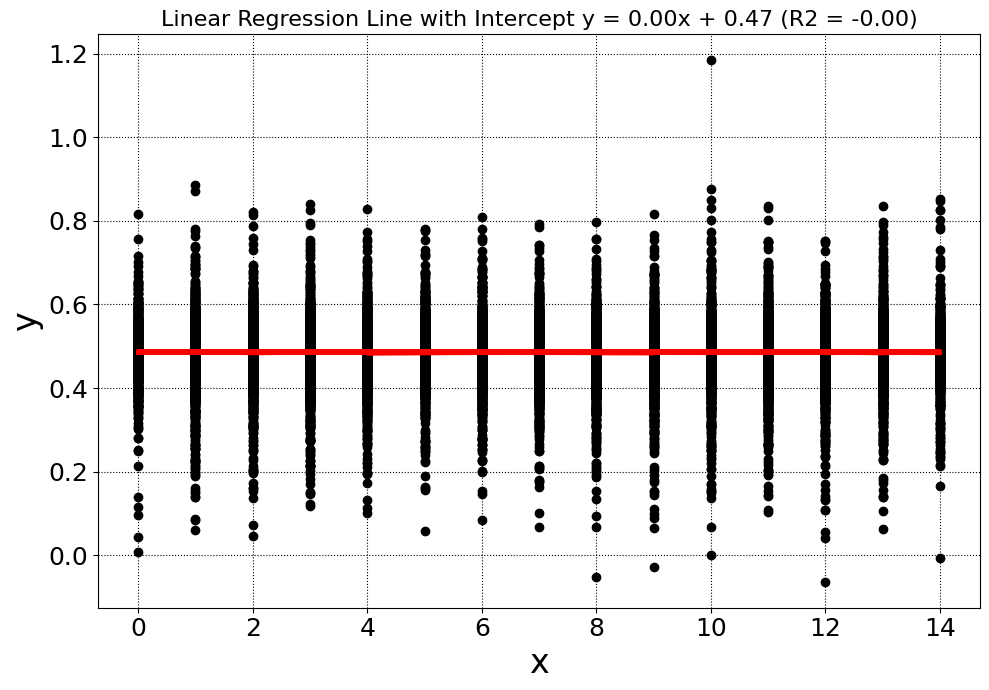 Linear Regression Line with Intercept y = 0.00x + 0.47 (R2 = -0.00)
1.2
1.0
0.8
0.6
0.4
0.2
0.0
y
0 2 4 6 8 10 12 14
x